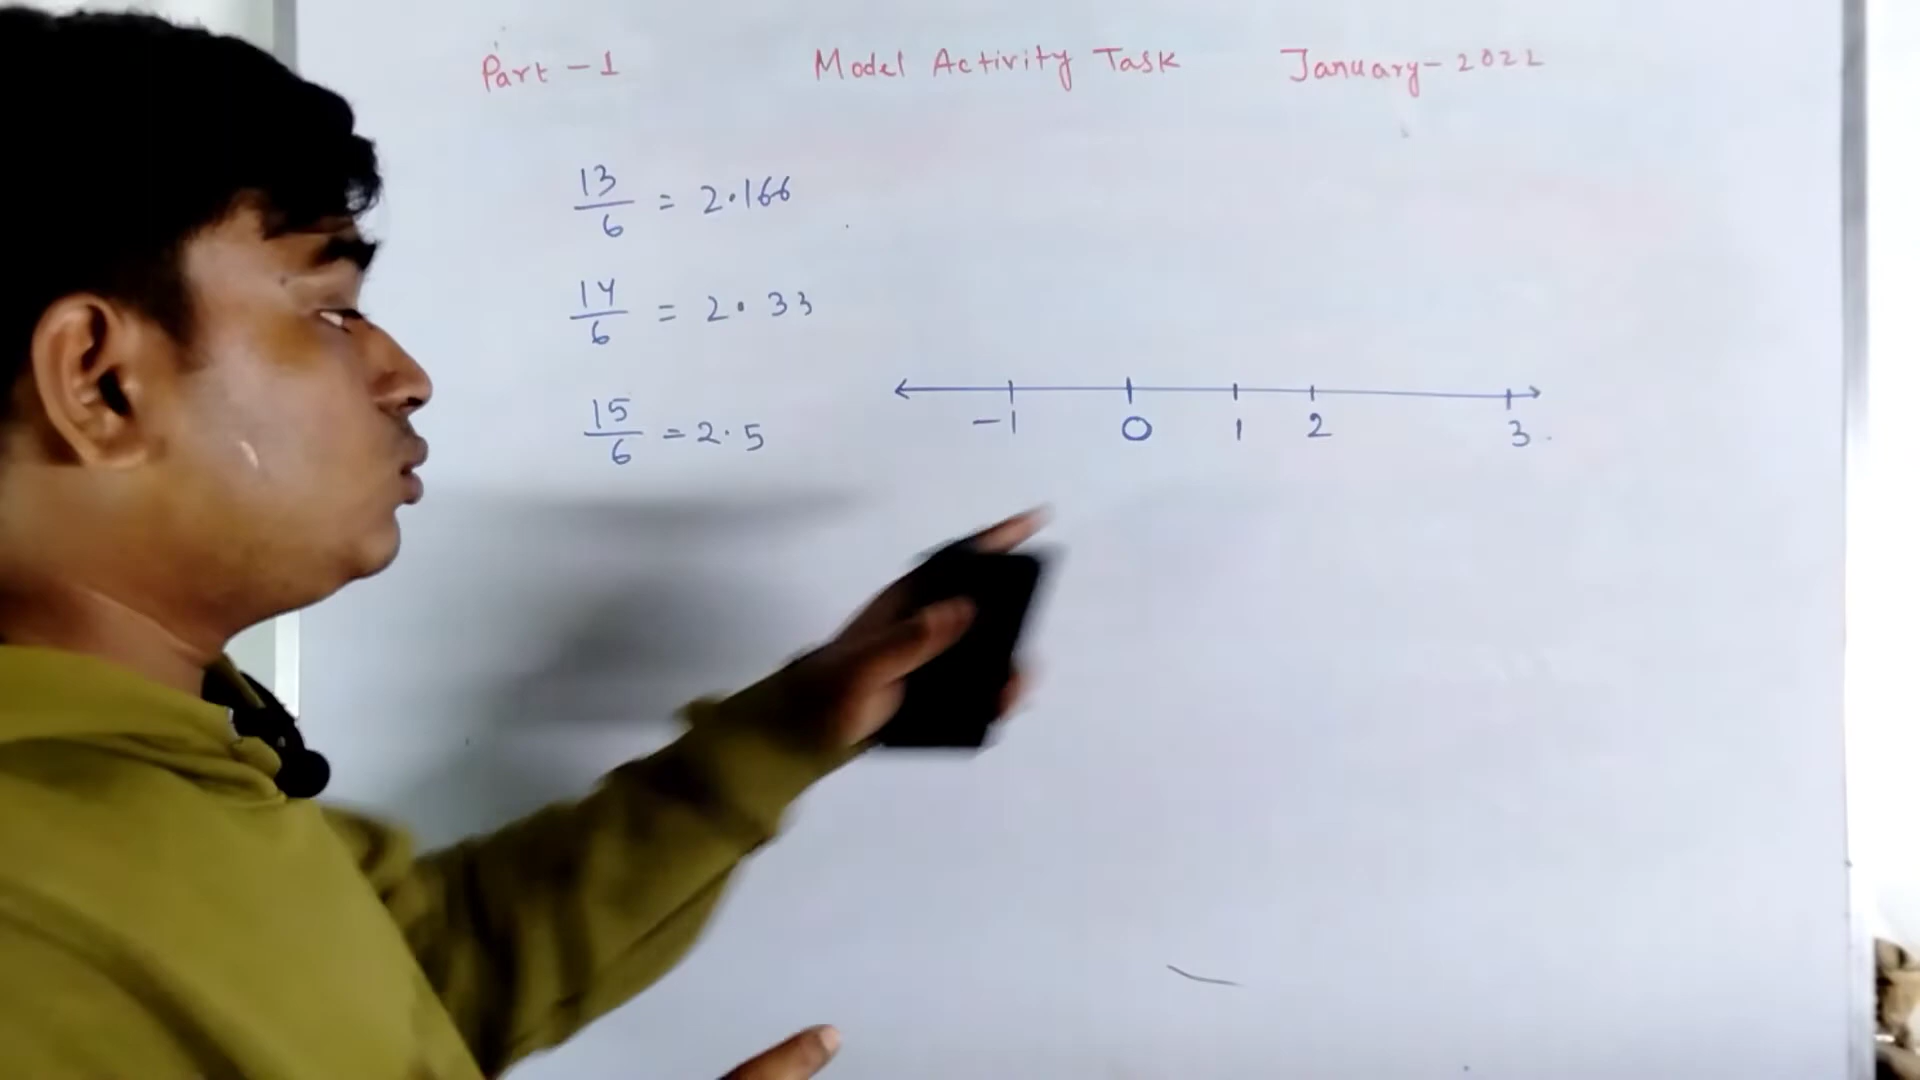 Part - 1 Model Activity Task January - 2022
13/6 = 2.166
14/6 = 2.33
15/6 = 2.5
-1 0 1 2 3